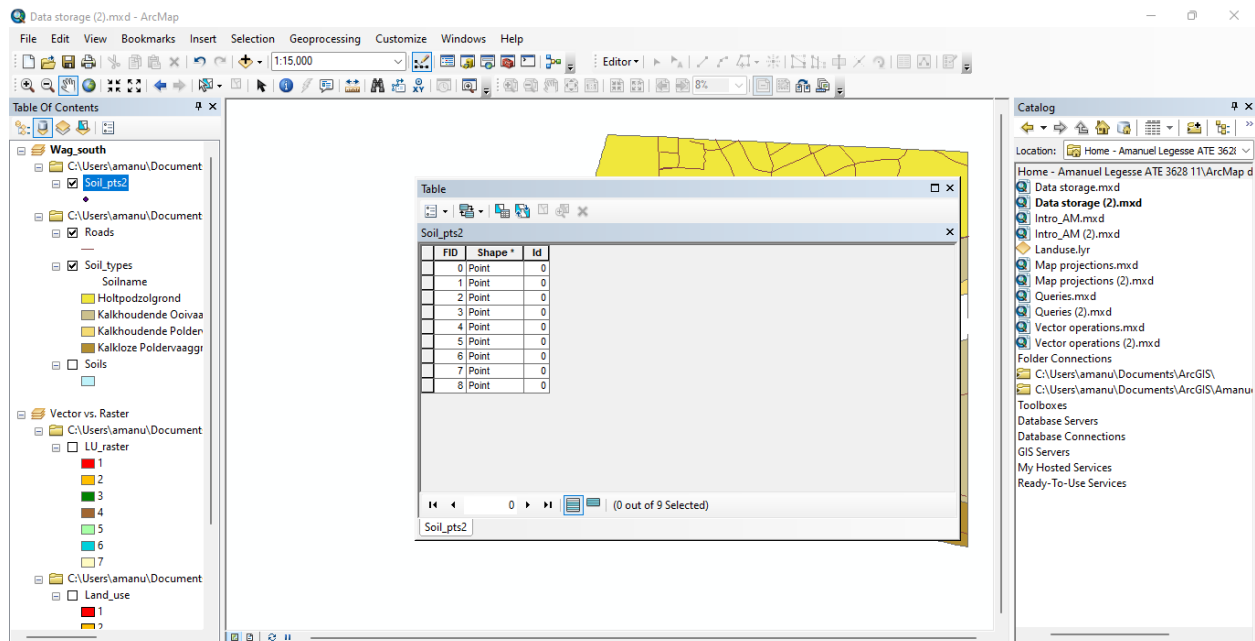 Data storage (2).mxd - ArcMap
File Edit View Bookmarks Insert Selection Geoprocessing Customize Windows Help
1:15,000
Editor
8%
Table Of Contents
Wag_south
C:\Users\amanu\Document
Soil_pts2
C:\Users\amanu\Document
Roads
Soil_types
Soilname
Holtpodzolgrond
Kalkhoudende Ooivaa
Kalkhoudende Polder
Kalkloze Poldervaaggr
Soils
Vector vs. Raster
C:\Users\amanu\Document
LU_raster
1
2
3
4
5
6
7
C:\Users\amanu\Document
Land_use
1
2
Table
Soil_pts2
FID Shape * Id
0 Point 0
1 Point 0
2 Point 0
3 Point 0
4 Point 0
5 Point 0
6 Point 0
7 Point 0
8 Point 0
0
(0 out of 9 Selected)
Soil_pts2
Catalog
Location: Home - Amanuel Legesse ATE 3628
Home - Amanuel Legesse ATE 3628 11\ArcMap d
Data storage.mxd
Data storage (2).mxd
Intro_AM.mxd
Intro_AM (2).mxd
Landuse.lyr
Map projections.mxd
Map projections (2).mxd
Queries.mxd
Queries (2).mxd
Vector operations.mxd
Vector operations (2).mxd
Folder Connections
C:\Users\amanu\Documents\ArcGIS\
C:\Users\amanu\Documents\ArcGIS\Amanu
Toolboxes
Database Servers
Database Connections
GIS Servers
My Hosted Services
Ready-To-Use Services